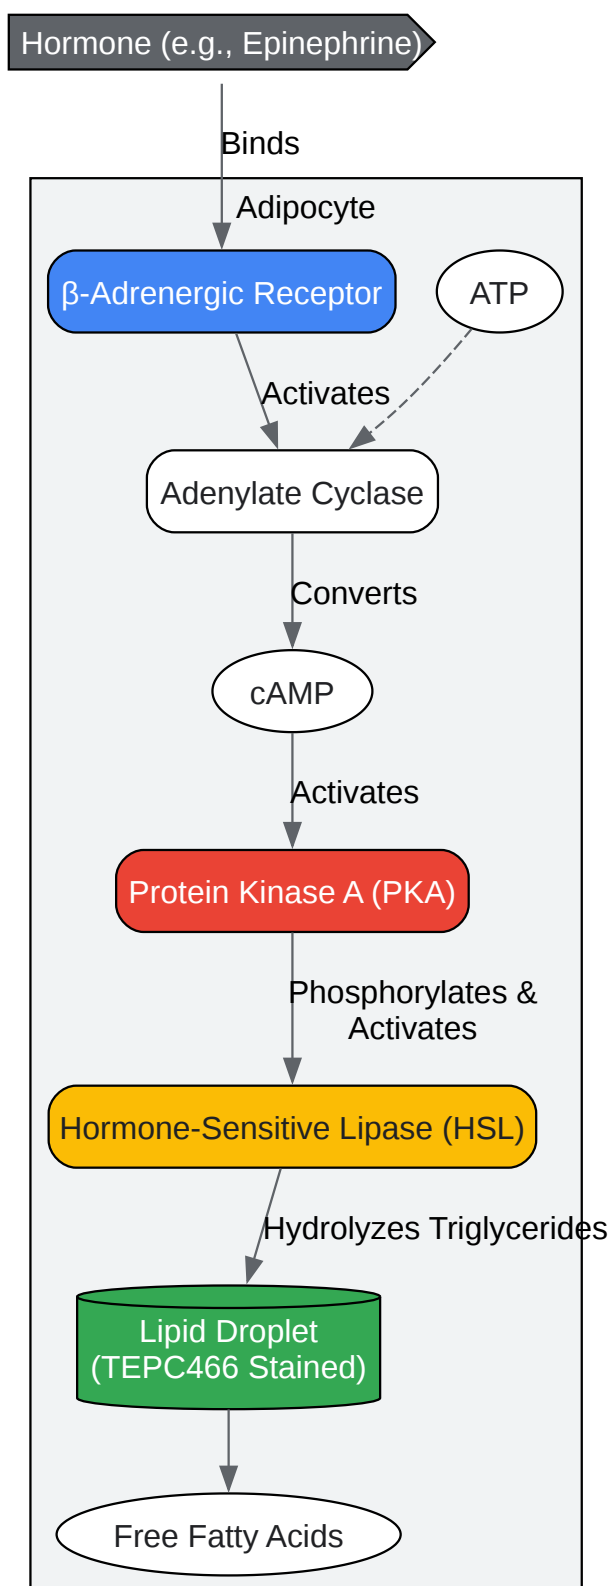 Hormone (e.g., Epinephrine)
Binds
Adipocyte
β-Adrenergic Receptor
ATP
Activates
Adenylate Cyclase
Converts
cAMP
Activates
Protein Kinase A (PKA)
Phosphorylates &
Activates
Hormone-Sensitive Lipase (HSL)
Hydrolyzes Triglycerides
Lipid Droplet
(TEPC466 Stained)
Free Fatty Acids